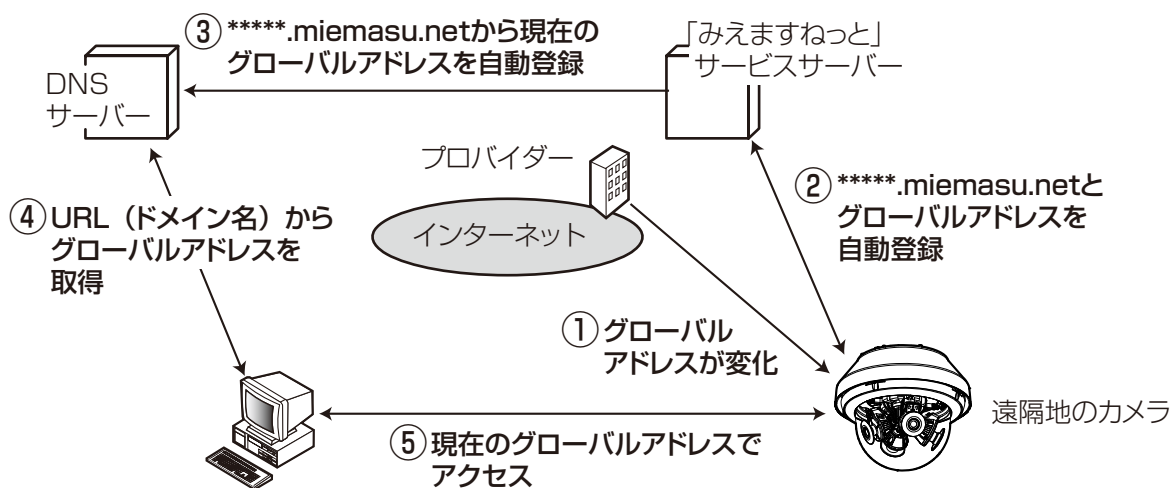 ③*****.miemasu.netから現在の
グローバルアドレスを自動登録
「みえますねっと」
サービスサーバー
DNS
サーバー
プロバイダー
インターネット
②*****.miemasu.netと
グローバルアドレスを
自動登録
④URL（ドメイン名）から
グローバルアドレスを
取得
①グローバル
アドレスが変化
遠隔地のカメラ
⑤現在のグローバルアドレスで
アクセス